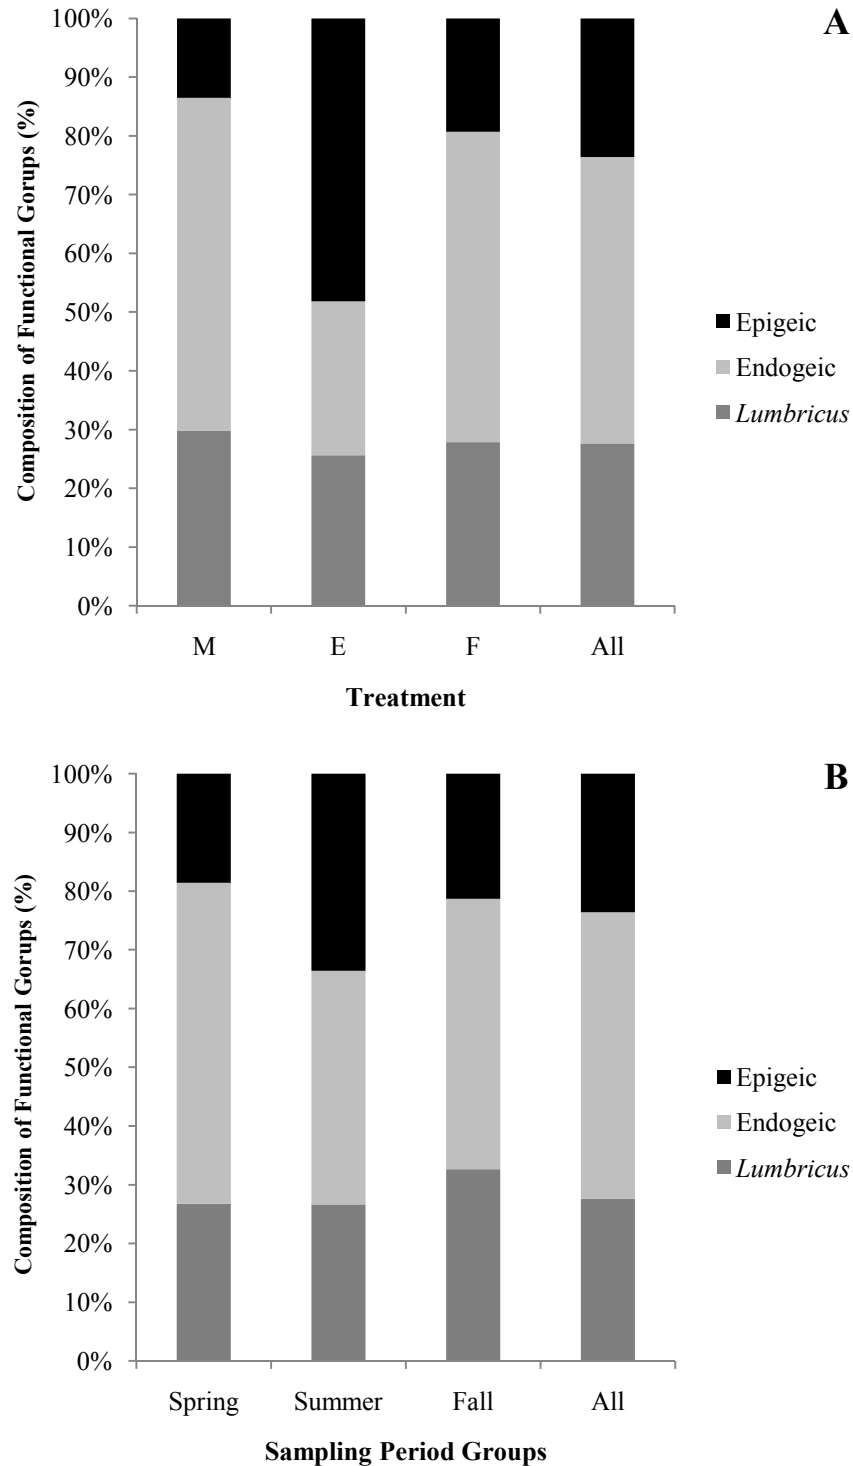 A
Composition of Functional Gorups (%)
100%
90%
80%
70%
60%
50%
40%
30%
20%
10%
0%
M E F All
Treatment
Epigeic
Endogeic
Lumbricus
B
Composition of Functional Gorups (%)
100%
90%
80%
70%
60%
50%
40%
30%
20%
10%
0%
Spring Summer Fall All
Sampling Period Groups
Epigeic
Endogeic
Lumbricus